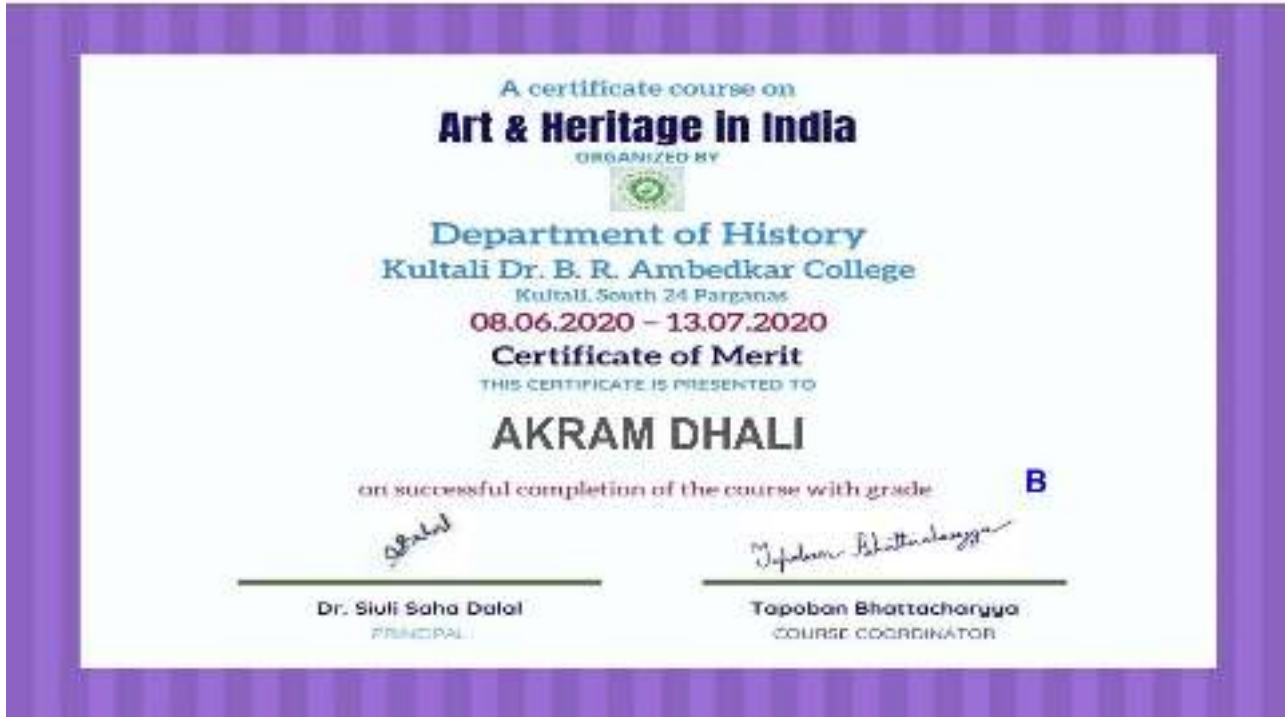 A certificate course on
Art & Heritage in India
ORGANIZED BY
Department of History
Kultali Dr. B. R. Ambedkar College
Kultali, South 24 Parganas
08.06.2020 – 13.07.2020
Certificate of Merit
THIS CERTIFICATE IS PRESENTED TO
AKRAM DHALI
on successful completion of the course with grade B
Tapoban Bhattacharyya
Dr. Siuli Saha Dalal
Tapoban Bhattacharyya
PRINCIPAL
COURSE COORDINATOR